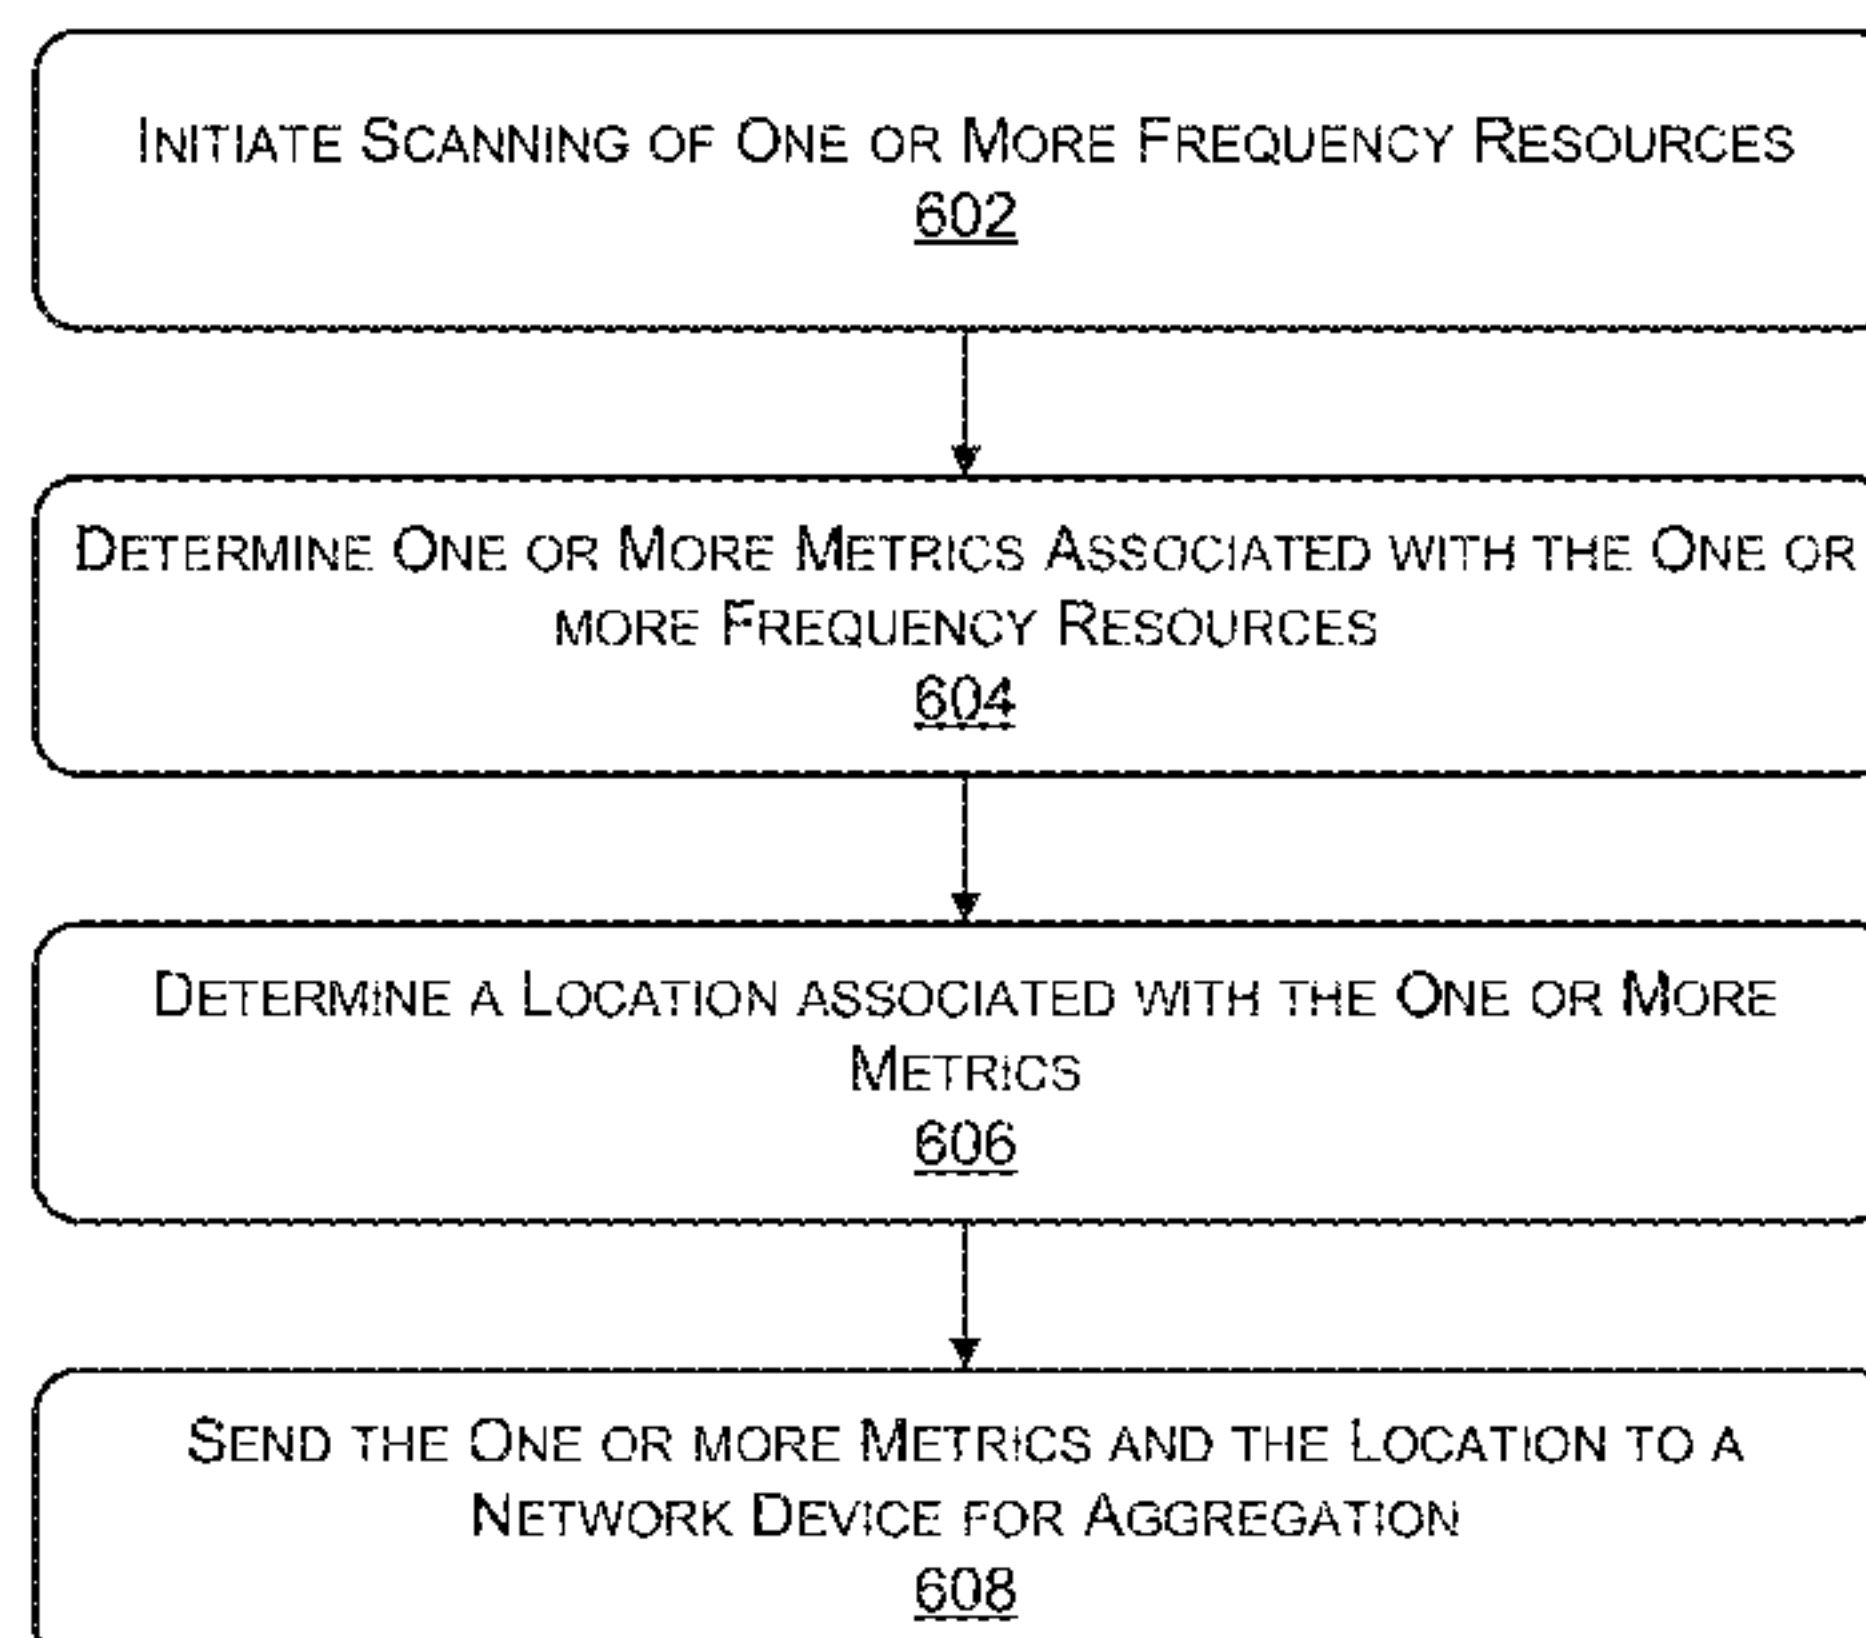 INITIATE SCANNING OF ONE OR MORE FREQUENCY RESOURCES
602
DETERMINE ONE OR MORE METRICS ASSOCIATED WITH THE ONE OR
MORE FREQUENCY RESOURCES
604
DETERMINE A LOCATION ASSOCIATED WITH THE ONE OR MORE
METRICS
606
SEND THE ONE OR MORE METRICS AND THE LOCATION TO A
NETWORK DEVICE FOR AGGREGATION
608